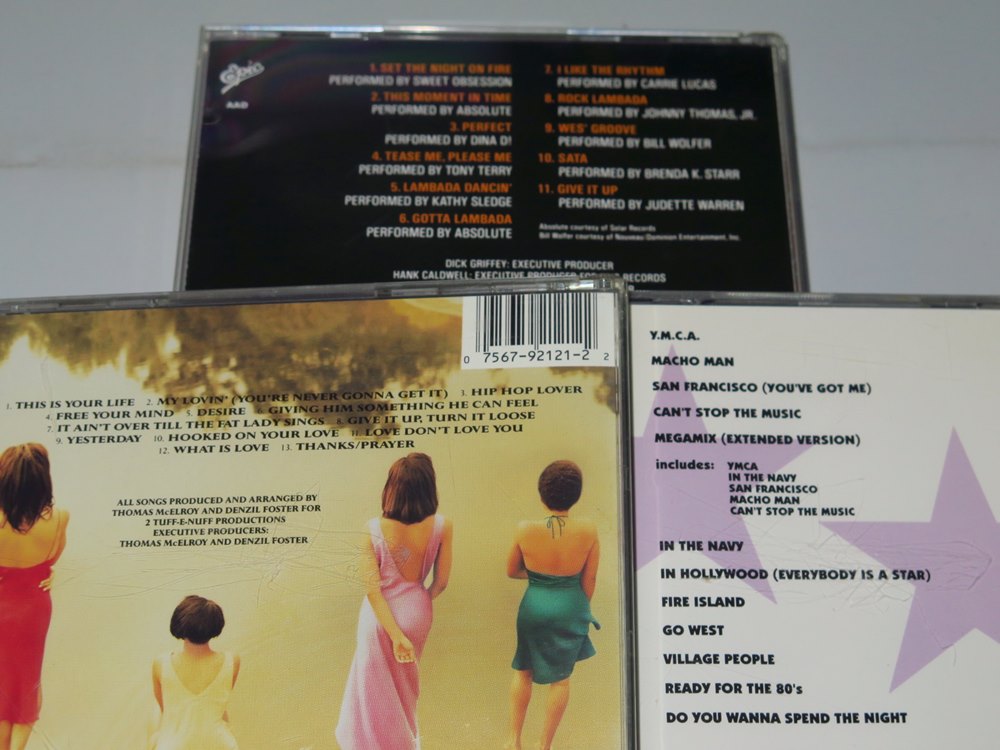 Epic
AAD
1. SET THE NIGHT ON FIRE
PERFORMED BY SWEET OBSESSION
2. THIS MOMENT IN TIME
PERFORMED BY ABSOLUTE
3. PERFECT
PERFORMED BY DINA D!
4. TEASE ME, PLEASE ME
PERFORMED BY TONY TERRY
5. LAMBADA DANCIN'
PERFORMED BY KATHY SLEDGE
6. GOTTA LAMBADA
PERFORMED BY ABSOLUTE
7. I LIKE THE RHYTHM
PERFORMED BY CARRIE LUCAS
8. ROCK LAMBADA
PERFORMED BY JOHNNY THOMAS, JR.
9. WES' GROOVE
PERFORMED BY BILL WOLFER
10. SATA
PERFORMED BY BRENDA K. STARR
11. GIVE IT UP
PERFORMED BY JUDETTE WARREN
Absolute courtesy of Solar Records
Bill Wolfer courtesy of Nouveau/Dominion Entertainment, Inc.
DICK GRIFFEY: EXECUTIVE PRODUCER
HANK CALDWELL: EXECUTIVE PRODUCER FOR RECORDS
0 7567-92121-2 2
1. THIS IS YOUR LIFE 2. MY LOVIN' (YOU'RE NEVER GONNA GET IT) 3. HIP HOP LOVER
4. FREE YOUR MIND 5. DESIRE 6. GIVING HIM SOMETHING HE CAN FEEL
7. IT AIN'T OVER TILL THE FAT LADY SINGS 8. GIVE IT UP, TURN IT LOOSE
9. YESTERDAY 10. HOOKED ON YOUR LOVE 11. LOVE DON'T LOVE YOU
12. WHAT IS LOVE 13. THANKS/PRAYER
ALL SONGS PRODUCED AND ARRANGED BY
THOMAS McELROY AND DENZIL FOSTER FOR
2 TUFF-E-NUFF PRODUCTIONS
EXECUTIVE PRODUCERS:
THOMAS McELROY AND DENZIL FOSTER
Y.M.C.A.
MACHO MAN
SAN FRANCISCO (YOU'VE GOT ME)
CAN'T STOP THE MUSIC
MEGAMIX (EXTENDED VERSION)
includes: YMCA
IN THE NAVY
SAN FRANCISCO
MACHO MAN
CAN'T STOP THE MUSIC
IN THE NAVY
IN HOLLYWOOD (EVERYBODY IS A STAR)
FIRE ISLAND
GO WEST
VILLAGE PEOPLE
READY FOR THE 80's
DO YOU WANNA SPEND THE NIGHT